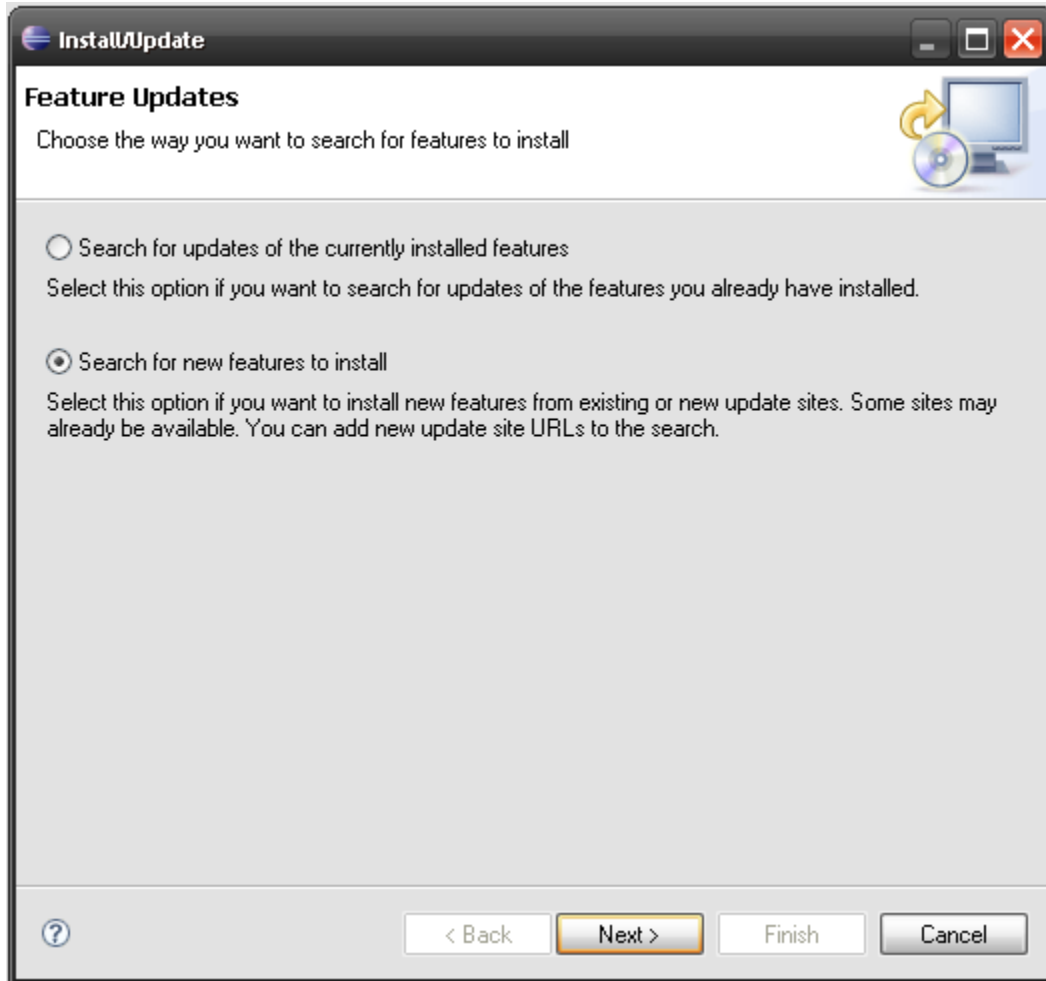 Install/Update
Feature Updates
Choose the way you want to search for features to install
Search for updates of the currently installed features
Select this option if you want to search for updates of the features you already have installed.
Search for new features to install
Select this option if you want to install new features from existing or new update sites. Some sites may
already be available. You can add new update site URLs to the search.
? < Back Next > Finish Cancel